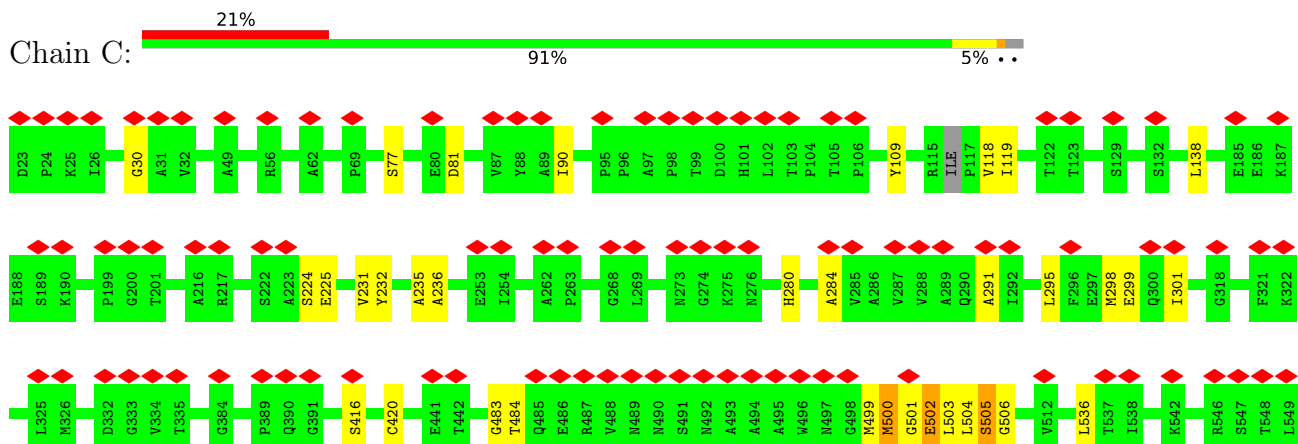 21%
Chain C:
91%
5%
••
D23 P24 K25 I26 G30 A31 V32 A49 R56 A62 P69 S77 E80 D81 V87 Y88 A89 I90 P95 P96 A97 P98 T99 D100 H101 L102 T103 P104 T105 P106 Y109 R115 ILE P117 V118 I119 T122 T123 S129 S132 L138 E185 E186 K187
E188 S189 K190 P199 G200 T201 A216 R217 S222 A223 S224 E225 V231 Y232 A235 A236 E253 I254 A262 P263 G268 L269 N273 G274 K275 N276 H280 A284 V285 A286 V287 V288 A289 Q290 A291 I292 L295 F296 E297 M298 E299 Q300 I301 G318 F321 K322
L325 M326 D332 G333 V334 T335 G384 P389 Q390 G391 S416 C420 E441 T442 G483 T484 Q485 E486 R487 V488 N489 N490 S491 N492 A493 A494 A495 W496 N497 G498 M499 M500 G501 E502 L503 L504 S505 G506 V512 L536 T537 I538 K542 R546 S547 T548 L549